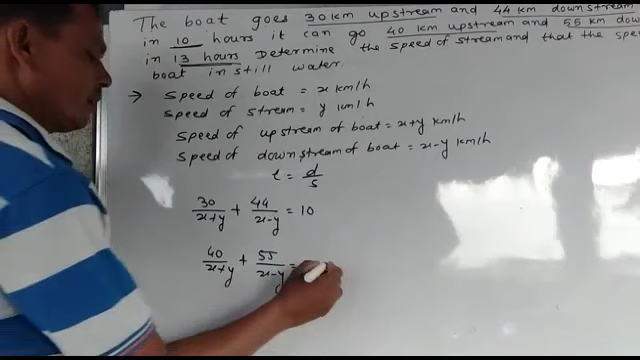 The boat goes 30 km upstream and 44 km downstream
in 10 hours it can go 40 km upstream and 55 km down
in 13 hours Determine the speed of stream and that the spee
boat in still water.
→ Speed of boat = x km/h
Speed of stream = y km/h
Speed of upstream of boat = x+y km/h
Speed of downstream of boat = x-y km/h
t = d/s
30/x+y + 44/x-y = 10
40/x+y + 55/x-y =